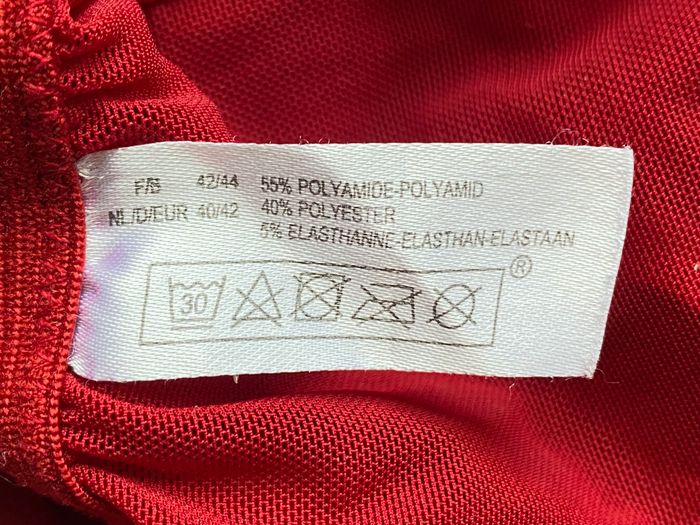 F/E 42/44 55% POLYAMIDE-POLYAMID
NL/D/EUR 40/42 40% POLYESTER
5% ELASTHANNE-ELASTHAN-ELASTAAN
®
30